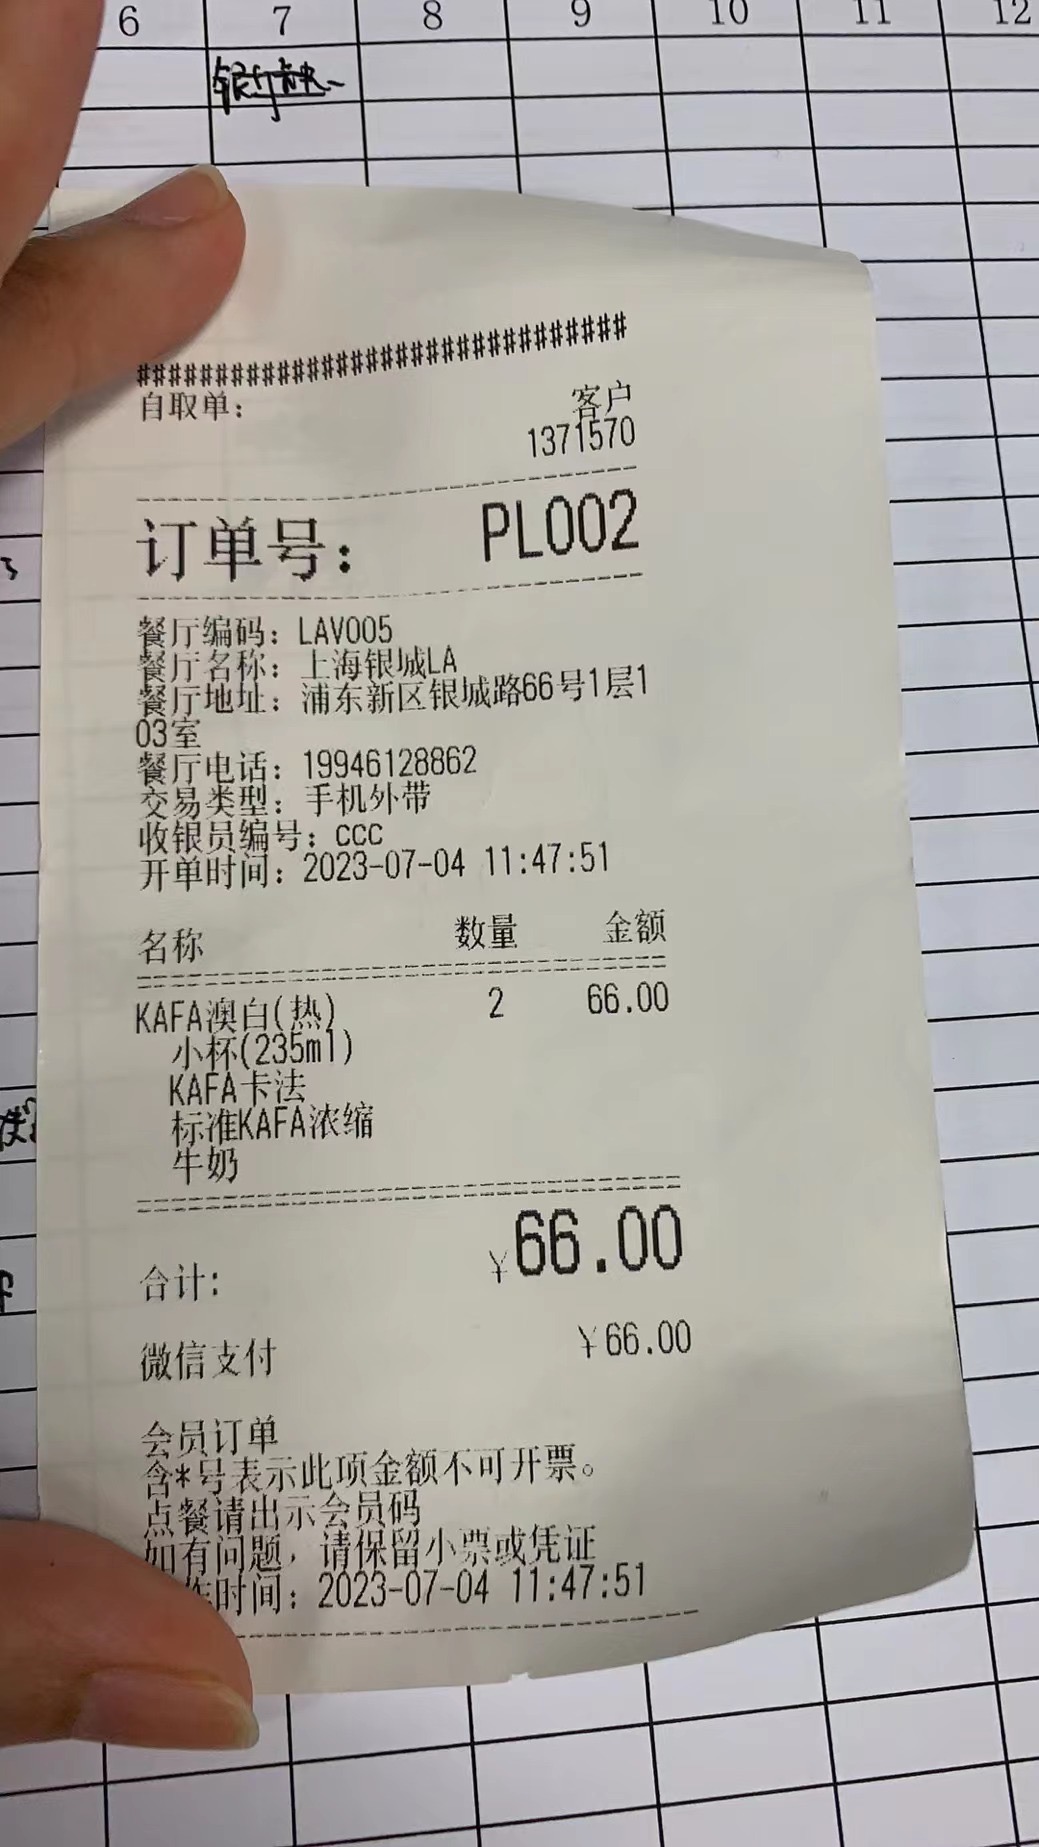 6 7 8 9 10 11 12
##############################
自取单: 客户
1371570
订单号: PL002
餐厅编码: LAV005
餐厅名称: 上海银城LA
餐厅地址: 浦东新区银城路66号1层1
03室
餐厅电话: 19946128862
交易类型: 手机外带
收银员编号: ccc
开单时间: 2023-07-04 11:47:51
名称 数量 金额
KAFA澳白(热) 2 66.00
小杯(235ml)
KAFA卡法
标准KAFA浓缩
牛奶
合计: ¥66.00
微信支付 ¥66.00
会员订单
含*号表示此项金额不可开票。
点餐请出示会员码
如有问题，请保留小票或凭证
时间: 2023-07-04 11:47:51